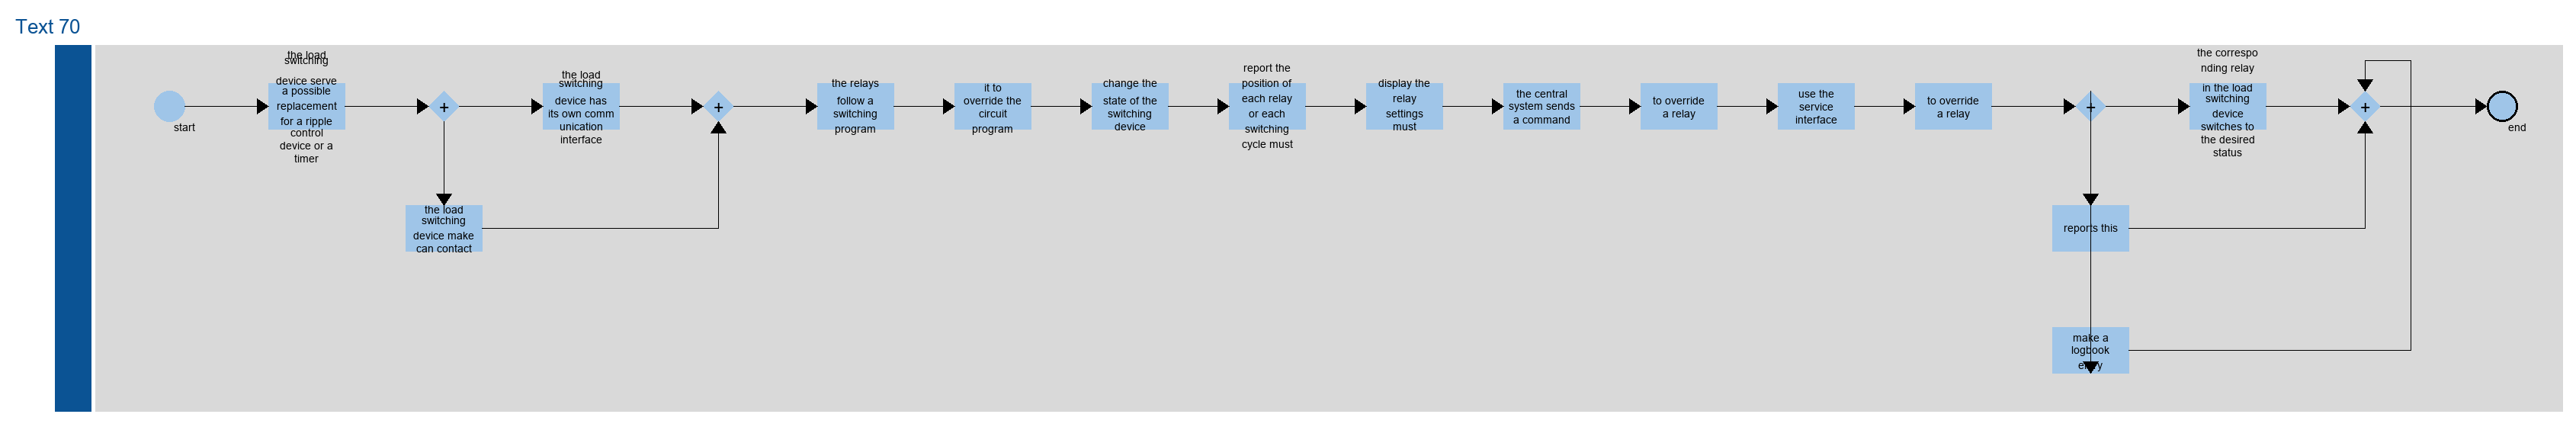 Text 70
start
the load
switching
device serve
a possible
replacement
for a ripple
control
device or a
timer
+
the load
switching
device make
can contact
the load
switching
device has
its own comm
unication
interface
+
the relays
follow a
switching
program
it to
override the
circuit
program
change the
state of the
switching
device
report the
position of
each relay
or each
switching
cycle must
display the
relay
settings
must
the central
system sends
a command
to override
a relay
use the
service
interface
to override
a relay
+
the correspo
nding relay
in the load
switching
device
switches to
the desired
status
reports this
make a
logbook
entry
+
end